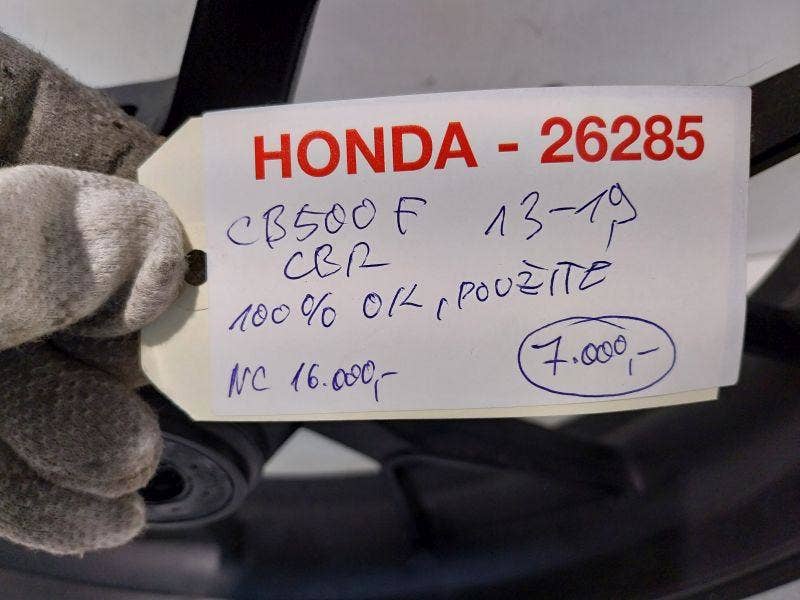 HONDA - 26285
CB500F 13-19
CBR
100% OK, POUŽITÉ
NC 16.000,-
7.000,-